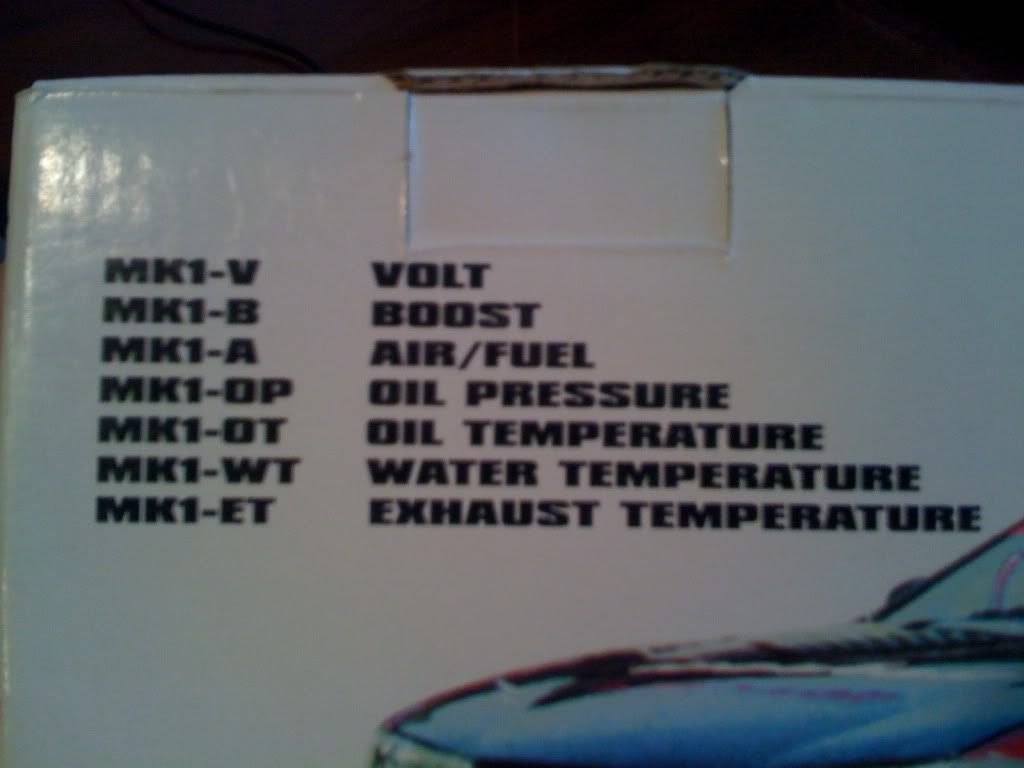 MK1-V VOLT
MK1-B BOOST
MK1-A AIR/FUEL
MK1-OP OIL PRESSURE
MK1-OT OIL TEMPERATURE
MK1-WT WATER TEMPERATURE
MK1-ET EXHAUST TEMPERATURE